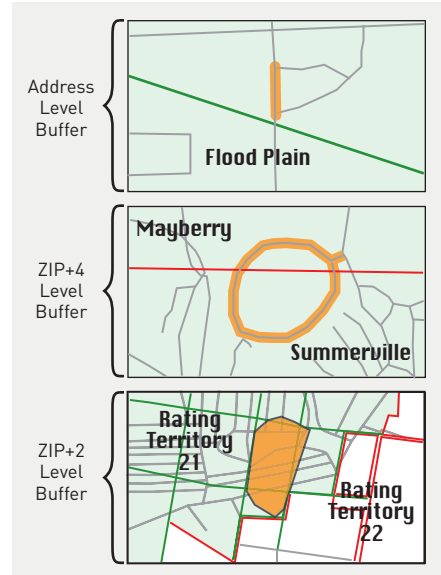 Address
Level
Buffer
Flood Plain
ZIP+4
Level
Buffer
Mayberry
Summerville
ZIP+2
Level
Buffer
Rating
Territory
21
Rating
Territory
22